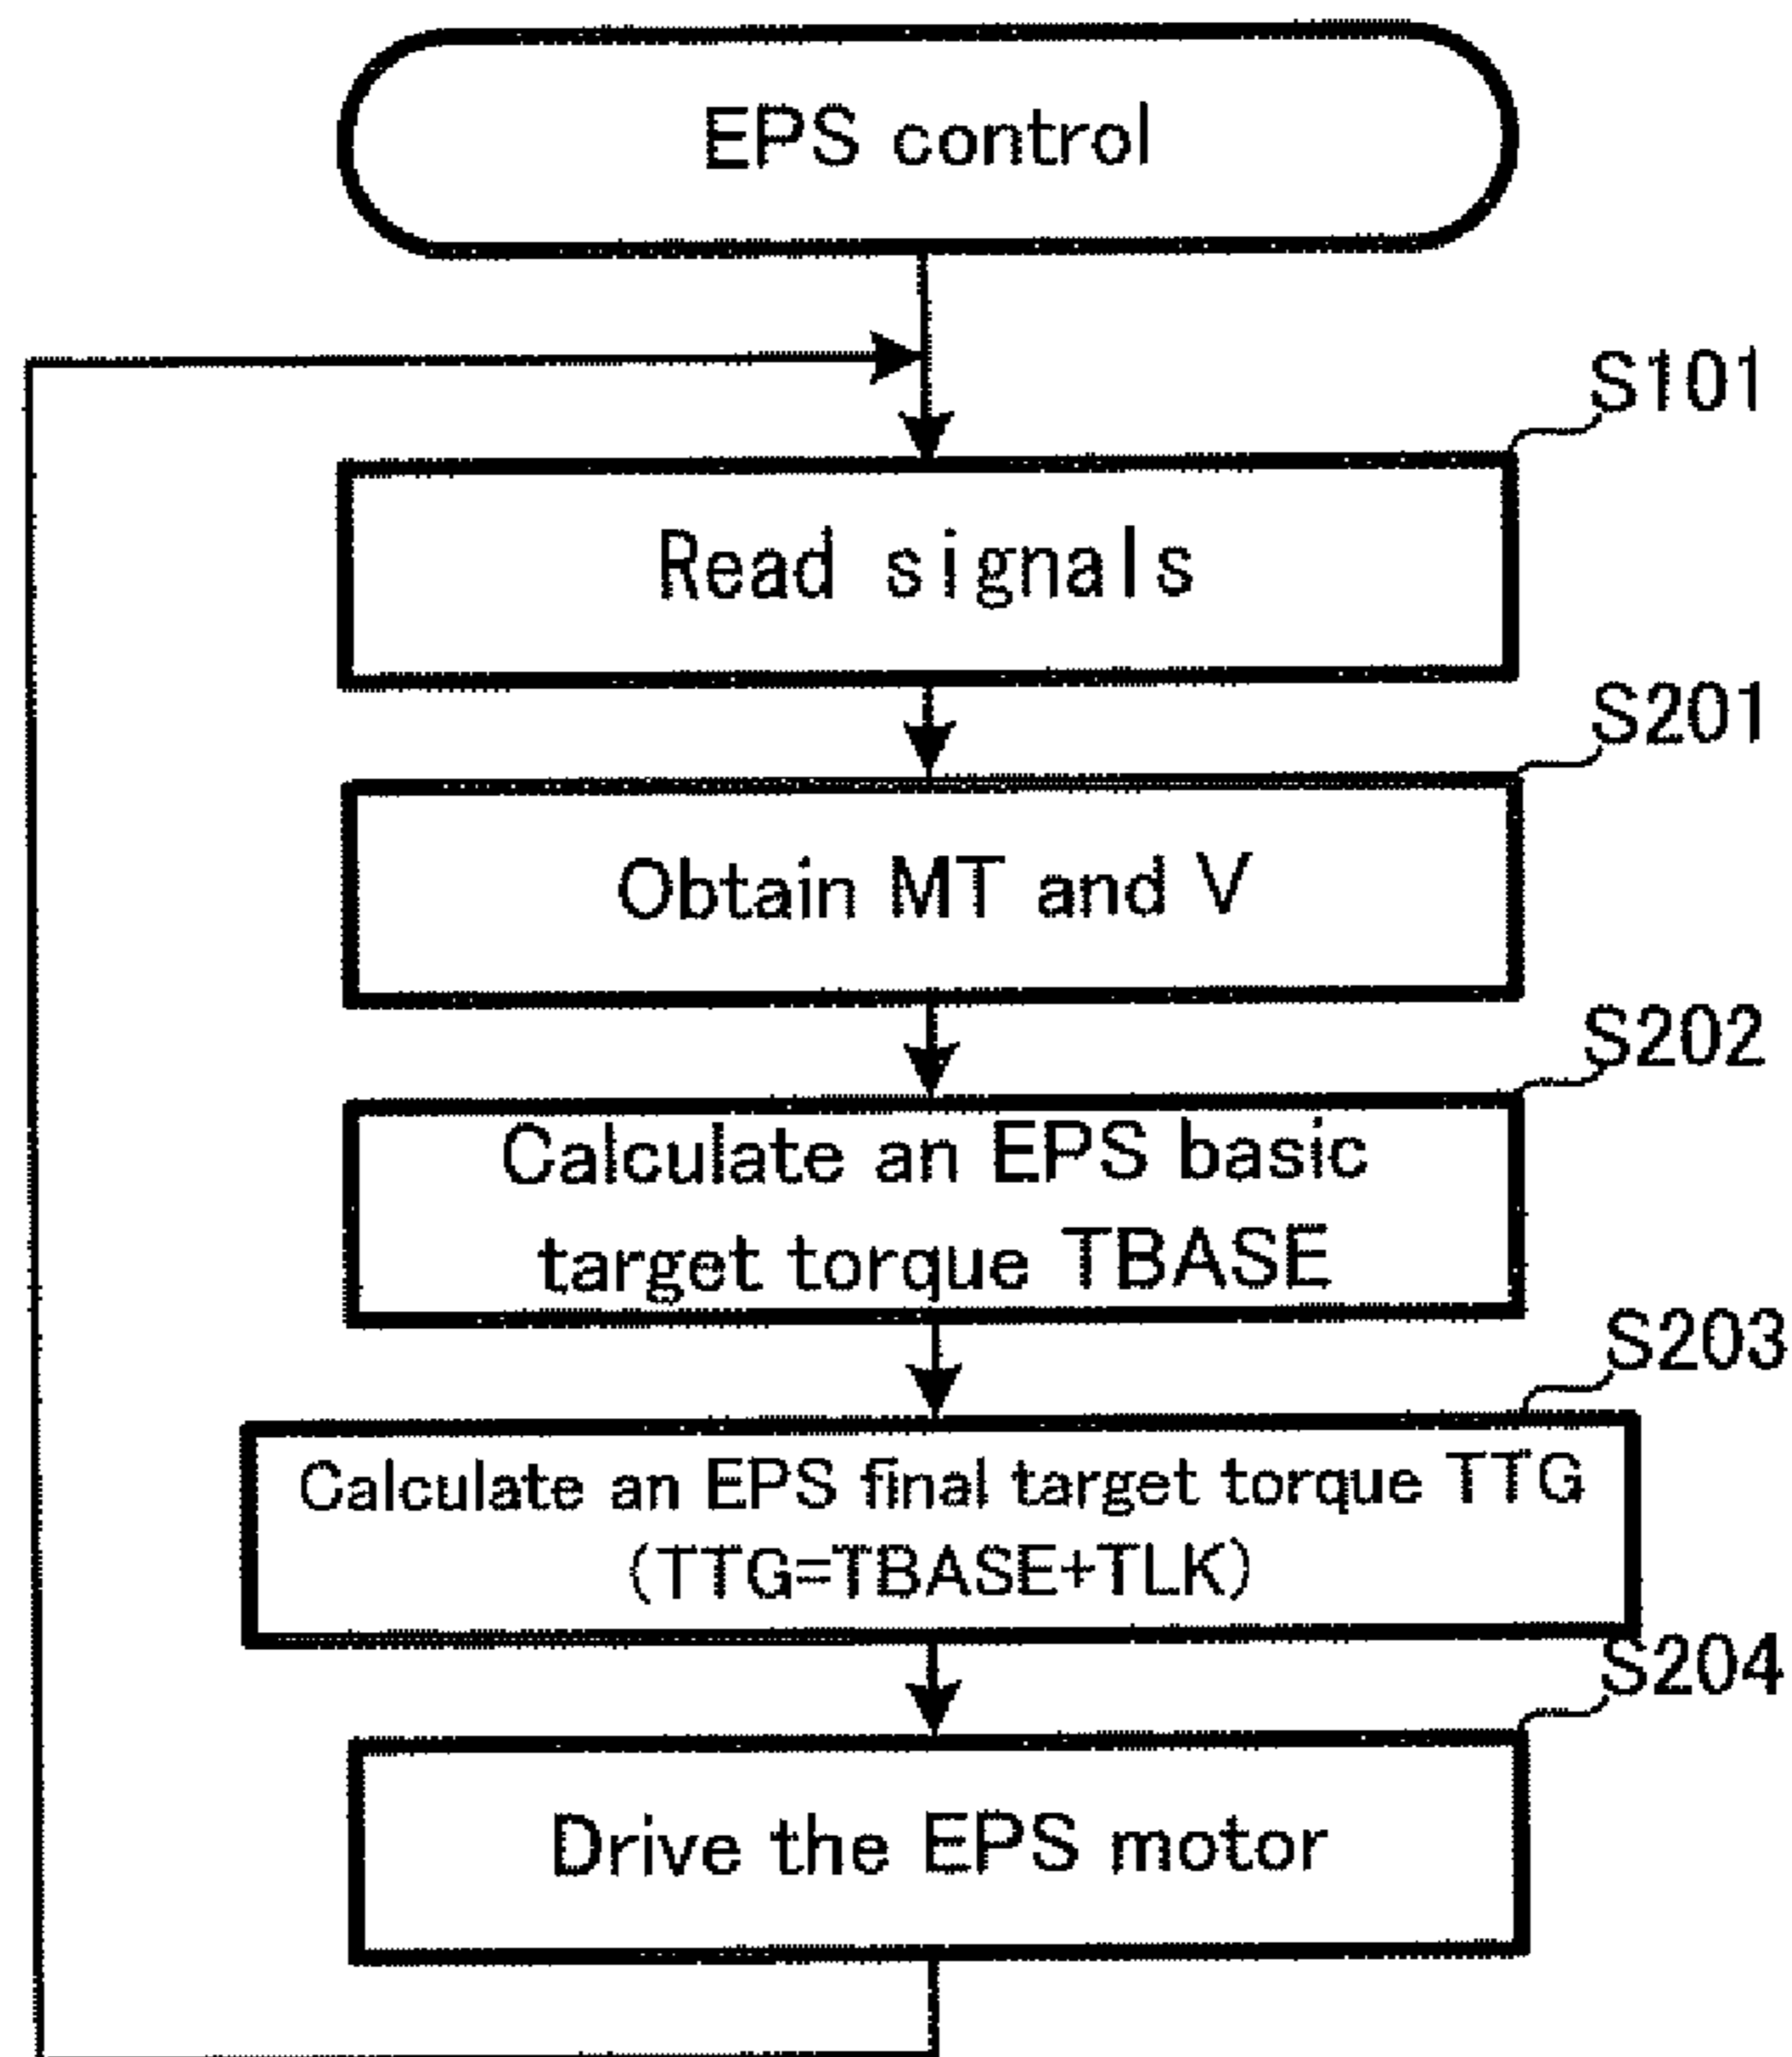 EPS control
S101
Read signals
S201
Obtain MT and V
S202
Calculate an EPS basic
target torque TBASE
S203
Calculate an EPS final target torque TTG
(TTG=TBASE+TLK)
S204
Drive the EPS motor